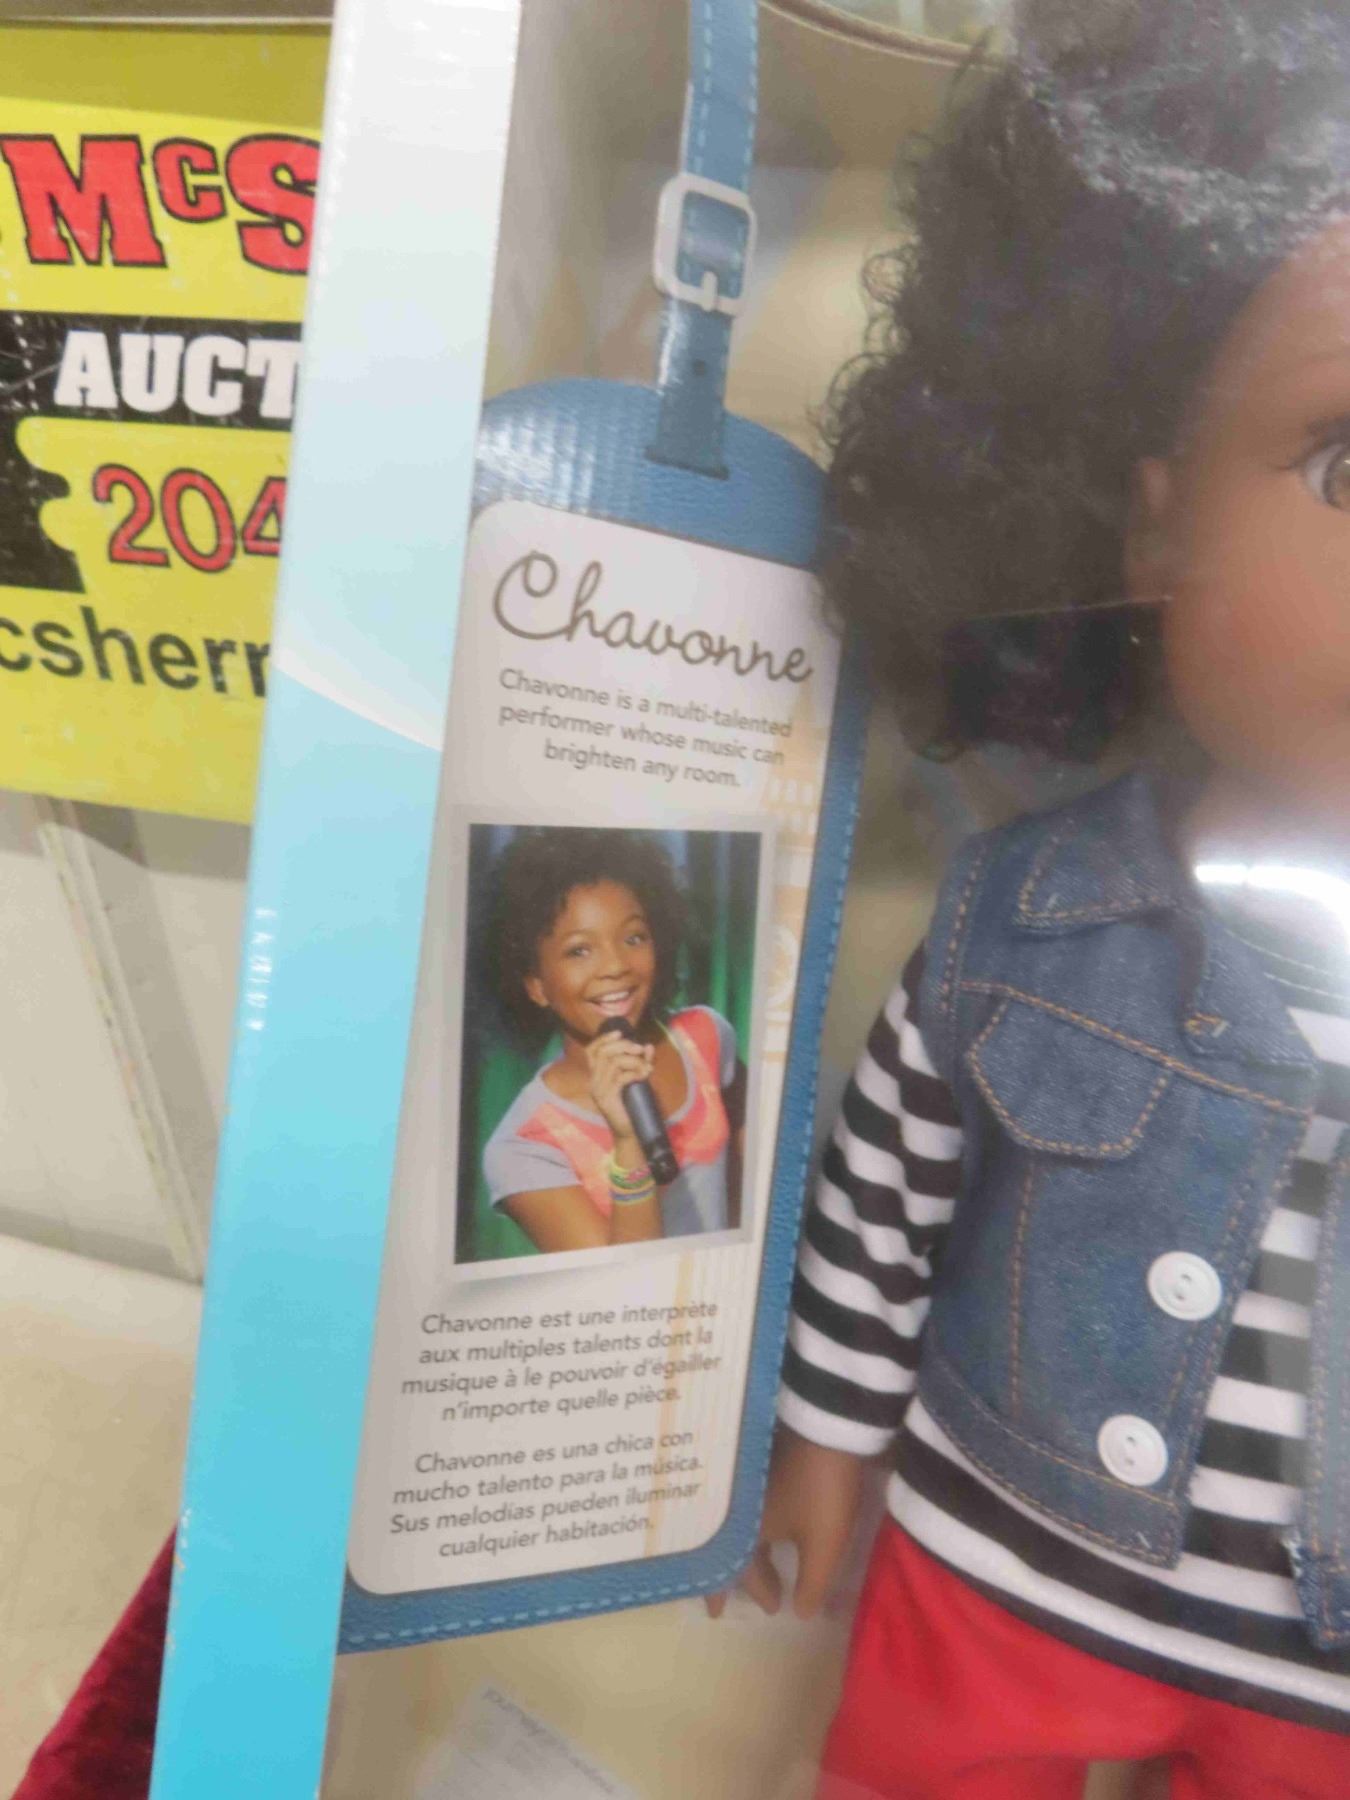 McS
AUCT
204
csherr
Chavonne
Chavonne is a multi-talented
performer whose music can
brighten any room.
Chavonne est une interprète
aux multiples talents dont la
musique à le pouvoir d'égailler
n'importe quelle pièce.
Chavonne es una chica con
mucho talento para la música.
Sus melodías pueden iluminar
cualquier habitación.